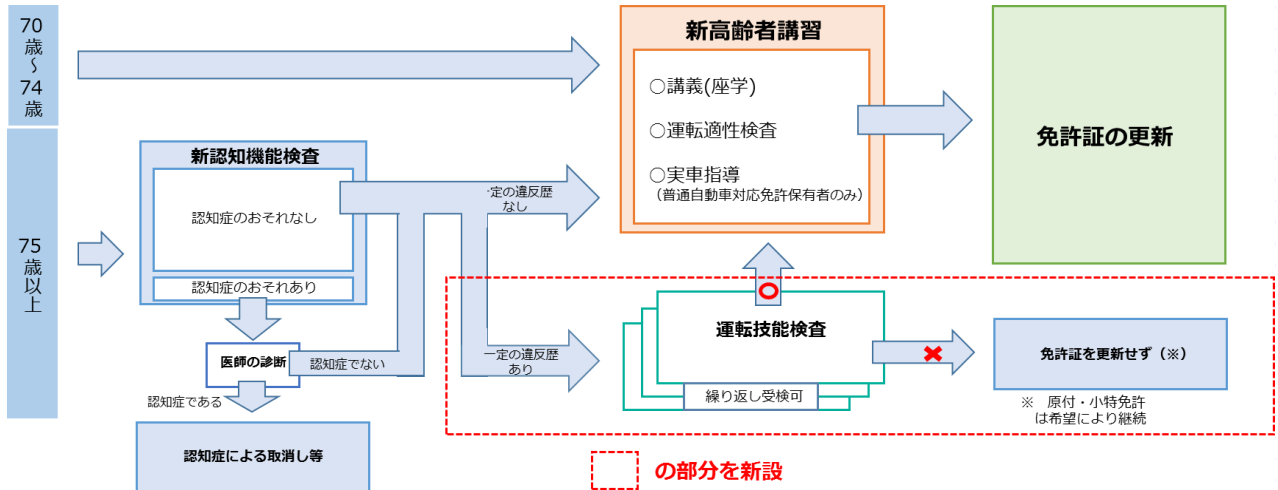 70
歳
～
74
歳
75
歳
以
上
新認知機能検査
認知症のおそれなし
認知症のおそれあり
医師の診断
認知症でない
認知症である
認知症による取消し等
一定の違反歴
なし
一定の違反歴
あり
新高齢者講習
○講義(座学)
○運転適性検査
○実車指導
（普通自動車対応免許保有者のみ）
免許証の更新
運転技能検査
繰り返し受検可
免許証を更新せず（※）
※　原付・小特免許
は希望により継続
の部分を新設